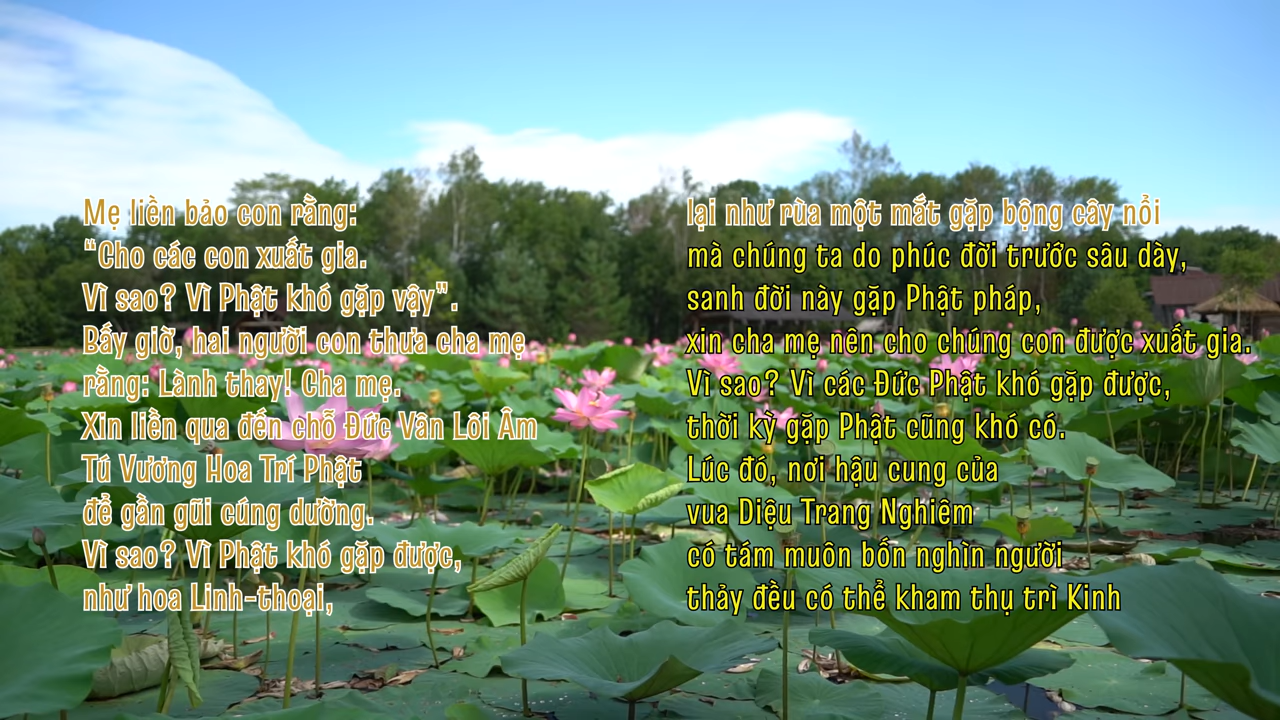 Mẹ liền bảo con rằng:
“Cho các con xuất gia.
Vì sao? Vì Phật khó gặp vậy”.
Bấy giờ, hai người con thưa cha mẹ
rằng: Lành thay! Cha mẹ.
Xin liền qua đến chỗ Đức Vân Lôi Âm
Tú Vương Hoa Trí Phật
để gần gũi cúng dường.
Vì sao? Vì Phật khó gặp được,
như hoa Linh-thoại,
lại như rùa một mắt gặp bộng cây nổi
mà chúng ta do phúc đời trước sâu dày,
sanh đời này gặp Phật pháp,
xin cha mẹ nên cho chúng con được xuất gia.
Vì sao? Vì các Đức Phật khó gặp được,
thời kỳ gặp Phật cũng khó có.
Lúc đó, nơi hậu cung của
vua Diệu Trang Nghiêm
có tám muôn bốn nghìn người
thảy đều có thể kham thụ trì Kinh